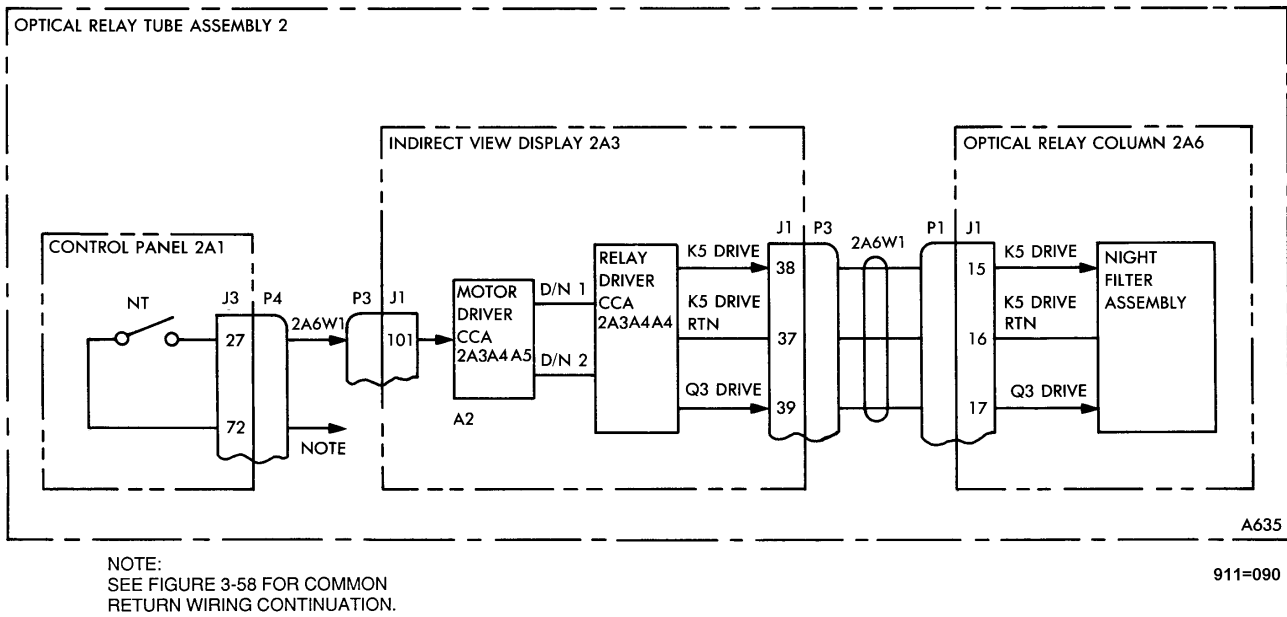 OPTICAL RELAY TUBE ASSEMBLY 2
INDIRECT VIEW DISPLAY 2A3
OPTICAL RELAY COLUMN 2A6
CONTROL PANEL 2A1
NT
J3
P4
27
72
2A6W1
NOTE
P3
J1
101
MOTOR
DRIVER
CCA
2A3A4A5
A2
D/N 1
D/N 2
RELAY
DRIVER
CCA
2A3A4A4
K5 DRIVE
K5 DRIVE
RTN
Q3 DRIVE
J1
P3
38
37
39
2A6W1
P1
J1
15
16
17
K5 DRIVE
K5 DRIVE
RTN
Q3 DRIVE
NIGHT
FILTER
ASSEMBLY
A635
NOTE:
SEE FIGURE 3-58 FOR COMMON
RETURN WIRING CONTINUATION.
911=090